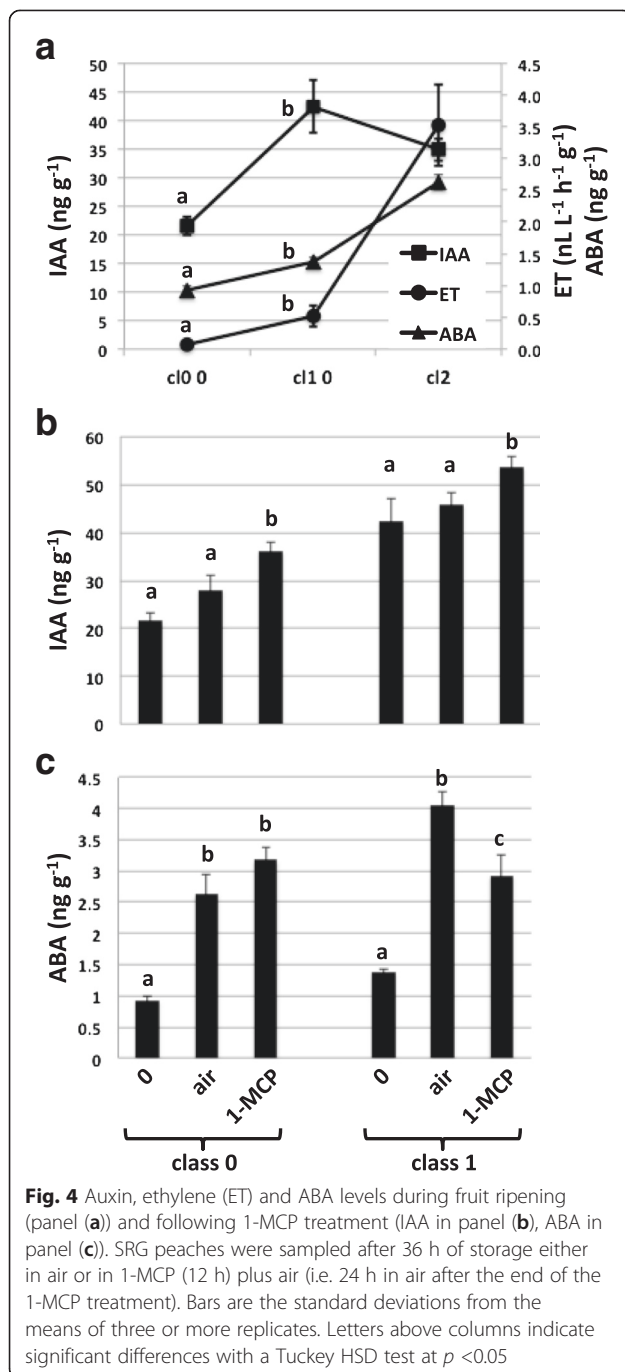 a
50
45
40
35
30
25
20
15
10
5
0
IAA (ng g-1)
4.5
4.0
3.5
3.0
2.5
2.0
1.5
1.0
0.5
0.0
ET (nL L-1 h-1 g-1)
ABA (ng g-1)
a
b
a
b
a
b
IAA
ET
ABA
cl0 0
cl1 0
cl2
b
60
50
40
30
20
10
0
IAA (ng g-1)
a
a
b
a
a
b
c
4.5
4
3.5
3
2.5
2
1.5
1
0.5
0
ABA (ng g-1)
a
b
b
a
b
c
0
air
1-MCP
0
air
1-MCP
class 0
class 1
Fig. 4 Auxin, ethylene (ET) and ABA levels during fruit ripening
(panel (a)) and following 1-MCP treatment (IAA in panel (b), ABA in
panel (c)). SRG peaches were sampled after 36 h of storage either
in air or in 1-MCP (12 h) plus air (i.e. 24 h in air after the end of the
1-MCP treatment). Bars are the standard deviations from the
means of three or more replicates. Letters above columns indicate
significant differences with a Tuckey HSD test at p <0.05